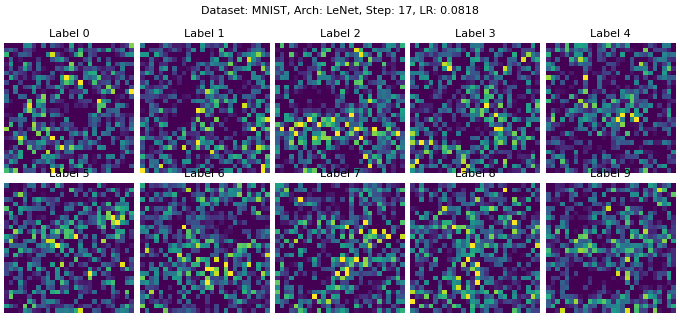 Dataset: MNIST, Arch: LeNet, Step: 17, LR: 0.0818
Label 0 Label 1 Label 2 Label 3 Label 4
Label 5 Label 6 Label 7 Label 8 Label 9